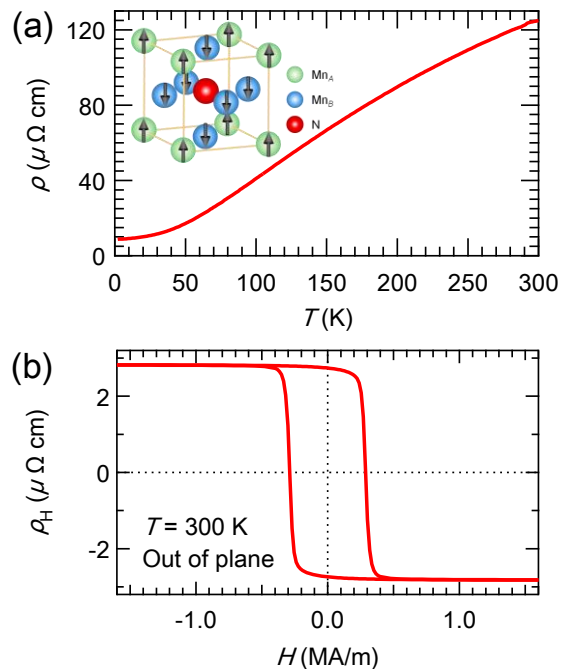 (a)
120
80
40
0
ρ (μ Ω cm)
Mn_A
Mn_B
N
0 50 100 150 200 250 300
T (K)
(b)
2
0
-2
ρ_H (μ Ω cm)
T = 300 K
Out of plane
-1.0 0.0 1.0
H (MA/m)